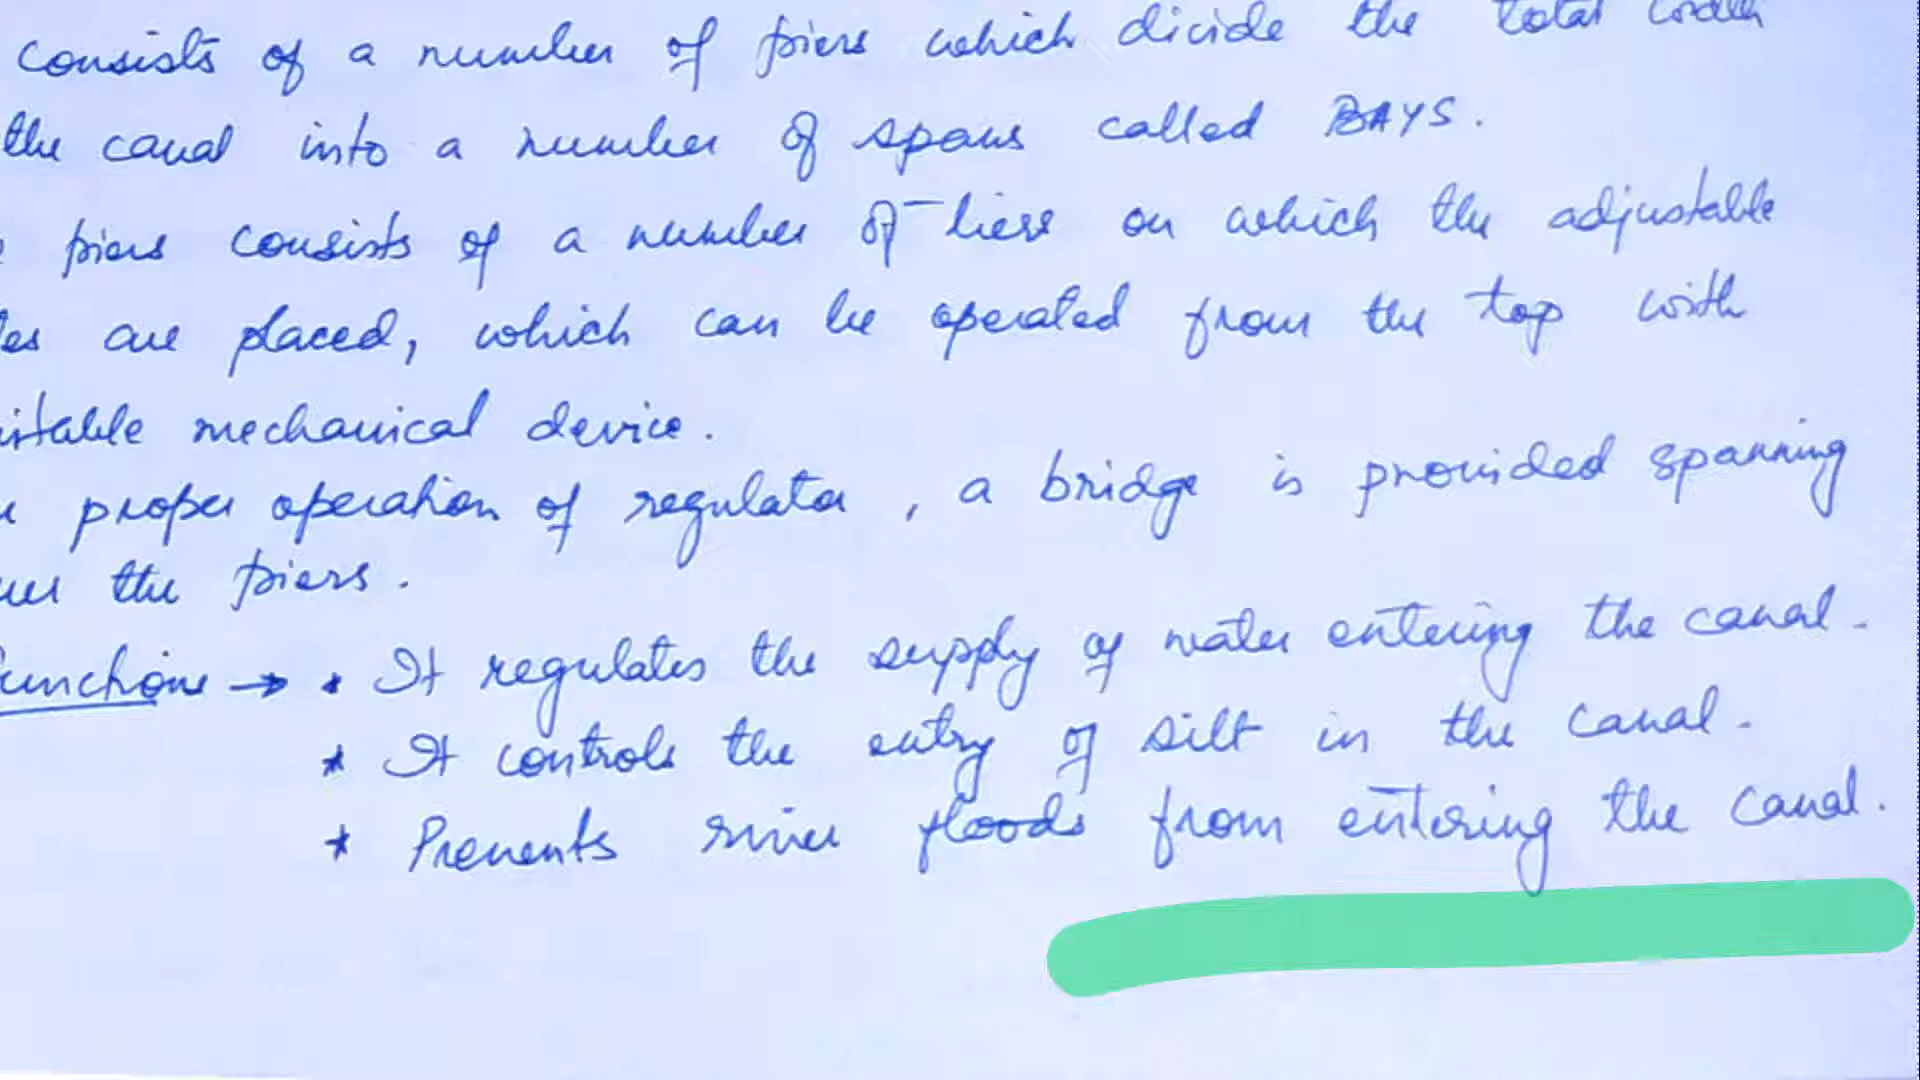 consists of a number of piers which divide the total width
the canal into a number of spans called BAYS.
piers consists of a number of tiers on which the adjustable
are placed, which can be operated from the top with
mechanical device.
proper operation of regulator, a bridge is provided spanning
the piers.
functions → * It regulates the supply of water entering the canal.
* It controls the entry of silt in the canal.
* Prevents river floods from entering the canal.